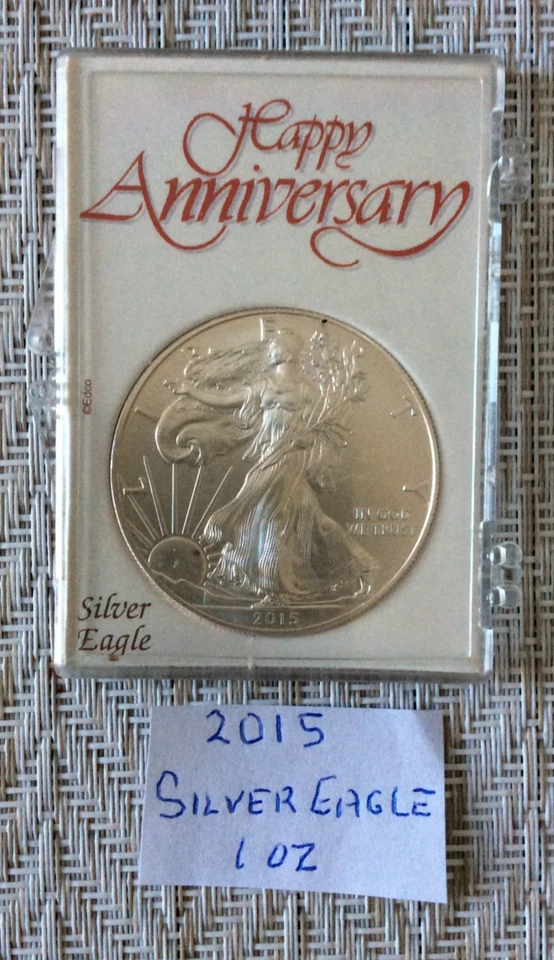 Happy
Anniversary
©Edco
LIBERTY
IN GOD
WE TRUST
2015
Silver
Eagle
2015
SILVER EAGLE
1 OZ